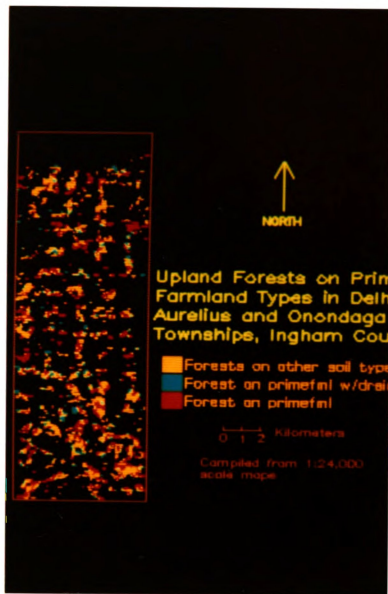 NORTH
Upland Forests on Prim
Farmland Types in Delh
Aurelius and Onondaga
Townships, Ingham Cou
Forests on other soil type
Forest on primefml w/drai
Forest on primefml
0 1 2 Kilometers
Compiled from 1:24,000
scale maps